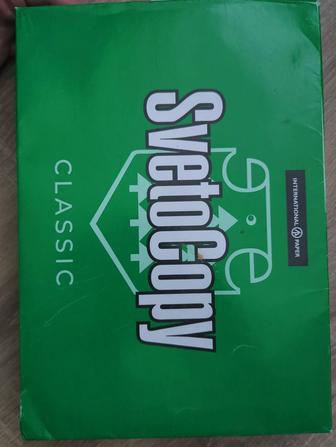 INTERNATIONAL PAPER
SvetoCopy
CLASSIC